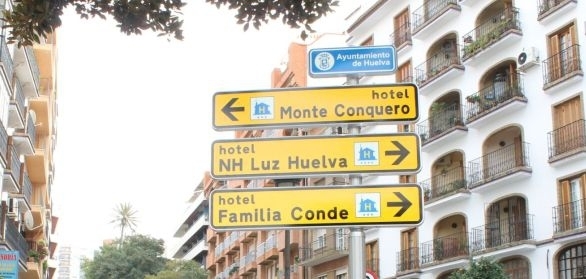 Ayuntamiento
de Huelva
hotel
Monte Conquero
H
hotel
NH Luz Huelva
H
hotel
Familia Conde
H